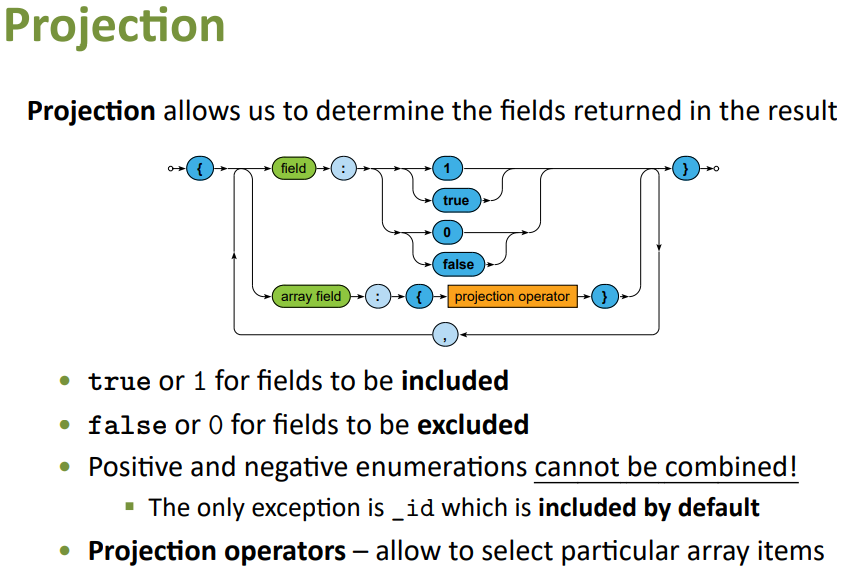 Projection
Projection allows us to determine the fields returned in the result
{ field : 1 }
true
0
false
array field : { projection operator }
,
• true or 1 for fields to be included
• false or 0 for fields to be excluded
• Positive and negative enumerations cannot be combined!
▪ The only exception is _id which is included by default
• Projection operators – allow to select particular array items